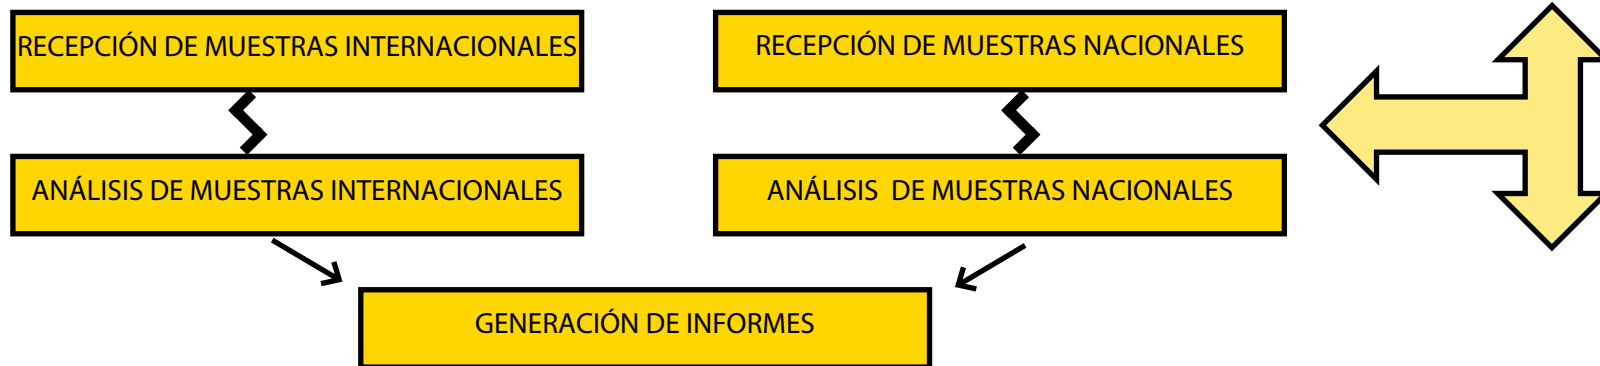 RECEPCIÓN DE MUESTRAS INTERNACIONALES
RECEPCIÓN DE MUESTRAS NACIONALES
ANÁLISIS DE MUESTRAS INTERNACIONALES
ANÁLISIS DE MUESTRAS NACIONALES
GENERACIÓN DE INFORMES